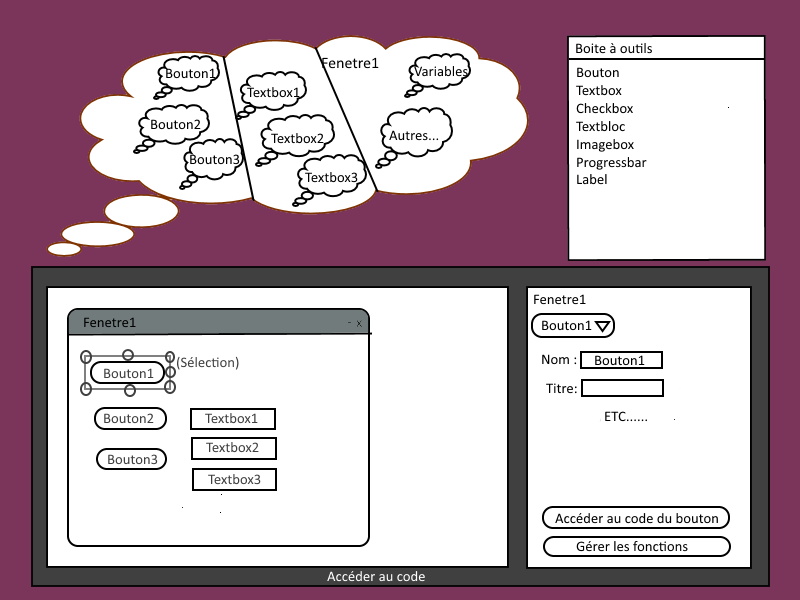 Fenetre1
Bouton1
Bouton2
Bouton3
Textbox1
Textbox2
Textbox3
Variables
Autres...
Boite à outils
Bouton
Textbox
Checkbox
Textbloc
Imagebox
Progressbar
Label
Fenetre1 - x
Bouton1 (Sélection)
Bouton2 Textbox1
Textbox2
Bouton3
Textbox3
Fenetre1
Bouton1
Nom : Bouton1
Titre:
ETC......
Accéder au code du bouton
Gérer les fonctions
Accéder au code